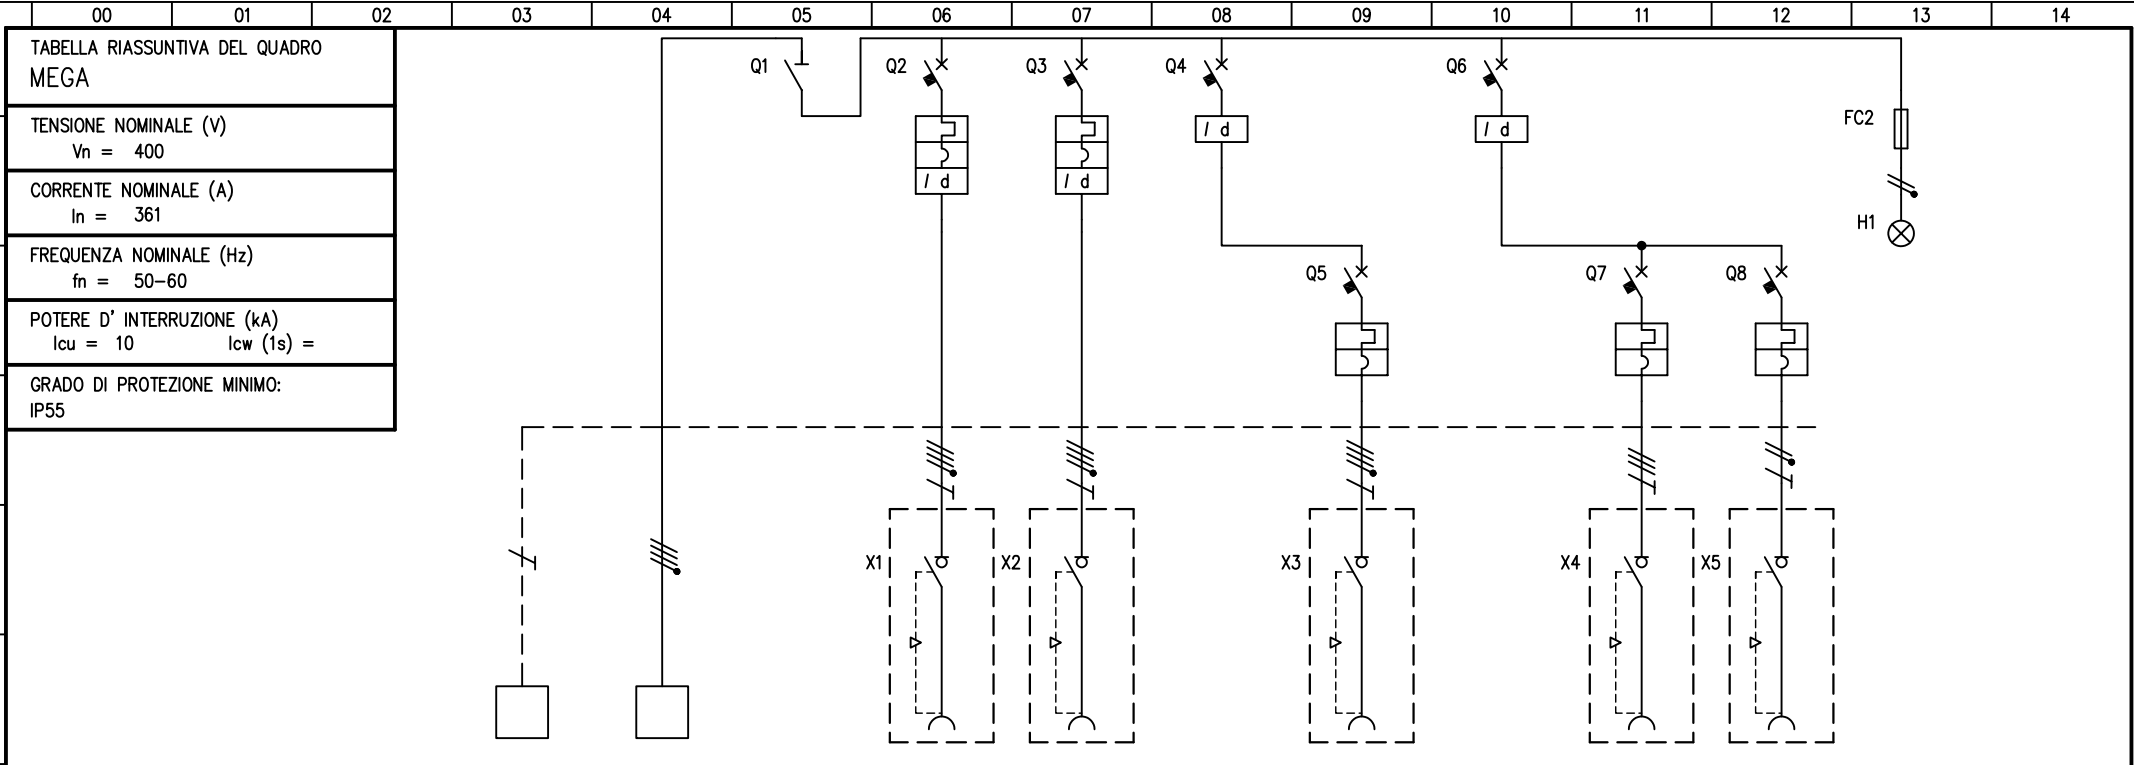 00 01 02 03 04 05 06 07 08 09 10 11 12 13 14
TABELLA RIASSUNTIVA DEL QUADRO
MEGA
TENSIONE NOMINALE (V)
Vn = 400
CORRENTE NOMINALE (A)
In = 361
FREQUENZA NOMINALE (Hz)
fn = 50-60
POTERE D' INTERRUZIONE (kA)
Icu = 10 Icw (1s) =
GRADO DI PROTEZIONE MINIMO:
IP55
Q1 Q2 Q3 Q4 Q6
FC2
I d I d
I d I d
H1
Q5 Q7 Q8
X1 X2 X3 X4 X5